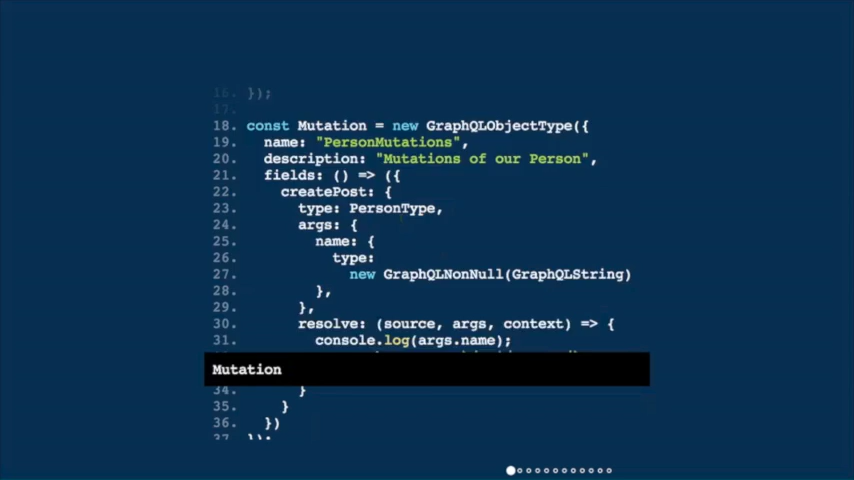 16. });
17.
18. const Mutation = new GraphQLObjectType({
19. name: "PersonMutations",
20. description: "Mutations of our Person",
21. fields: () => ({
22. createPost: {
23. type: PersonType,
24. args: {
25. name: {
26. type:
27. new GraphQLNonNull(GraphQLString)
28. },
29. },
30. resolve: (source, args, context) => {
31. console.log(args.name);
Mutation
34. }
35. }
36. })
37. });